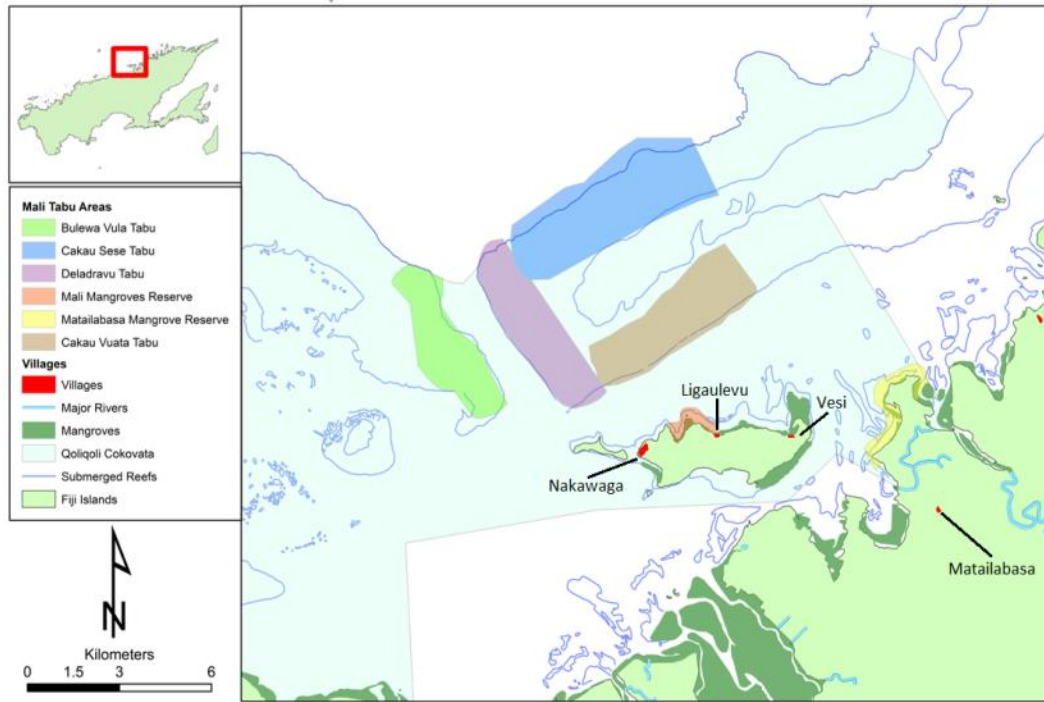 Mali Tabu Areas
Bulewa Vula Tabu
Cakau Sese Tabu
Deladravu Tabu
Mali Mangroves Reserve
Matailabasa Mangrove Reserve
Cakau Vuata Tabu
Villages
Villages
Major Rivers
Mangroves
Qoliqoli Cokovata
Submerged Reefs
Fiji Islands
N
Kilometers
0 1.5 3 6
Ligaulevu
Vesi
Nakawaga
Matailabasa